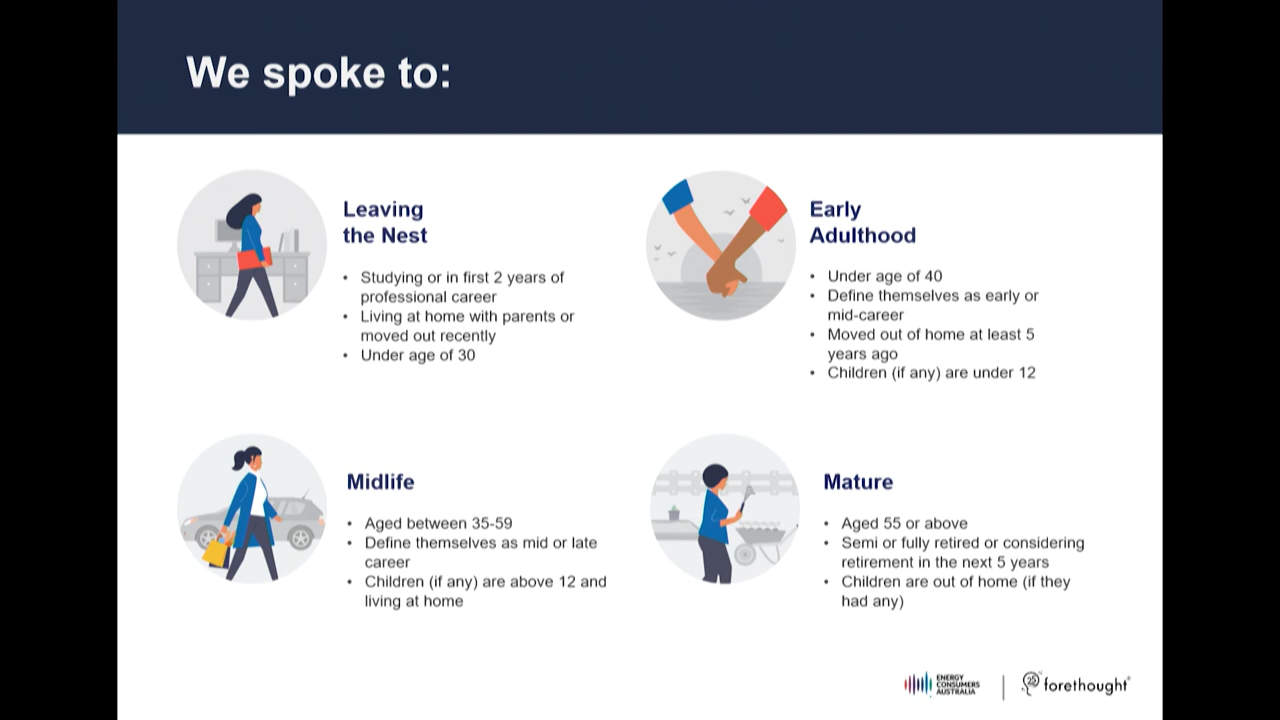 We spoke to:
Leaving
the Nest
• Studying or in first 2 years of
professional career
• Living at home with parents or
moved out recently
• Under age of 30
Early
Adulthood
• Under age of 40
• Define themselves as early or
mid-career
• Moved out of home at least 5
years ago
• Children (if any) are under 12
Midlife
• Aged between 35-59
• Define themselves as mid or late
career
• Children (if any) are above 12 and
living at home
Mature
• Aged 55 or above
• Semi or fully retired or considering
retirement in the next 5 years
• Children are out of home (if they
had any)
ENERGY
CONSUMERS
AUSTRALIA
25
forethought